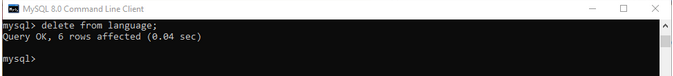 MySQL 8.0 Command Line Client
mysql> delete from language;
Query OK, 6 rows affected (0.04 sec)
mysql>